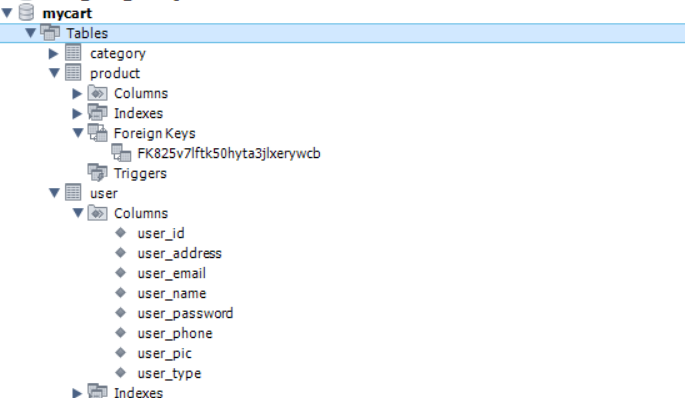 mycart
Tables
category
product
Columns
Indexes
Foreign Keys
FK825v7lftk50hyta3jlxerywcb
Triggers
user
Columns
user_id
user_address
user_email
user_name
user_password
user_phone
user_pic
user_type
Indexes